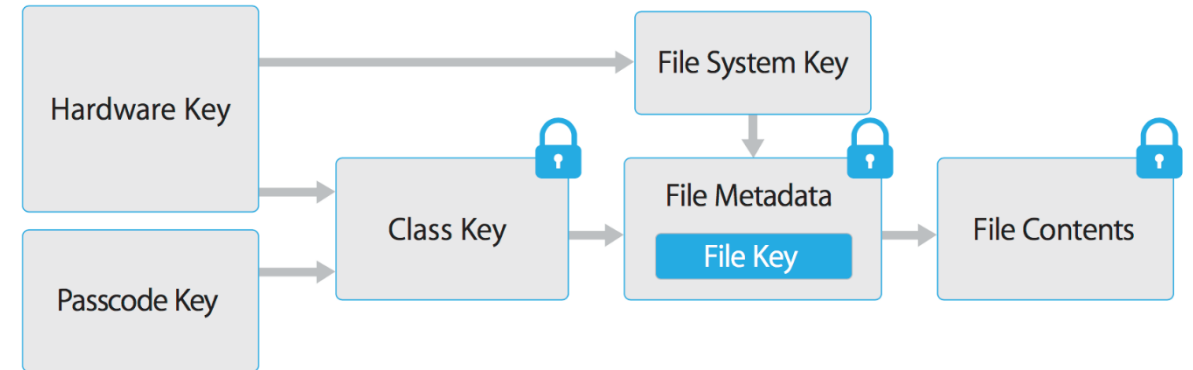 Hardware Key
File System Key
File Metadata
Class Key
File Contents
File Key
Passcode Key